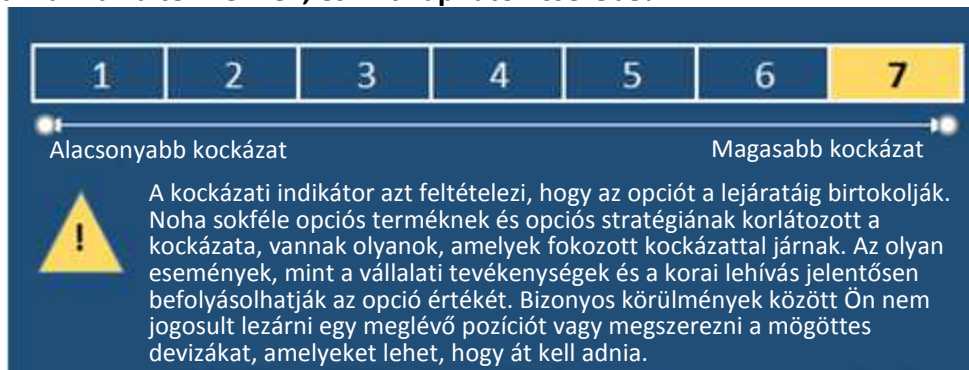 1 2 3 4 5 6 7
Alacsonyabb kockázat Magasabb kockázat
A kockázati indikátor azt feltételezi, hogy az opciót a lejáratáig birtokolják.
Noha sokféle opciós terméknek és opciós stratégiának korlátozott a
kockázata, vannak olyanok, amelyek fokozott kockázattal járnak. Az olyan
események, mint a vállalati tevékenységek és a korai lehívás jelentősen
befolyásolhatják az opció értékét. Bizonyos körülmények között Ön nem
jogosult lezárni egy meglévő pozíciót vagy megszerezni a mögöttes
devizákat, amelyeket lehet, hogy át kell adnia.